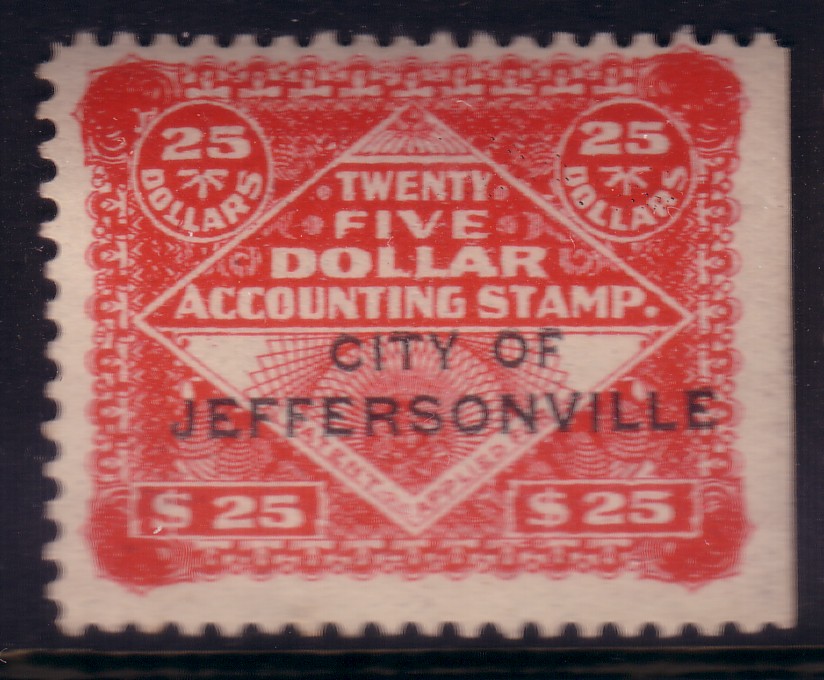 25
DOLLARS
25
DOLLARS
TWENTY
FIVE
DOLLAR
ACCOUNTING STAMP.
CITY OF
JEFFERSONVILLE
$ 25
$ 25